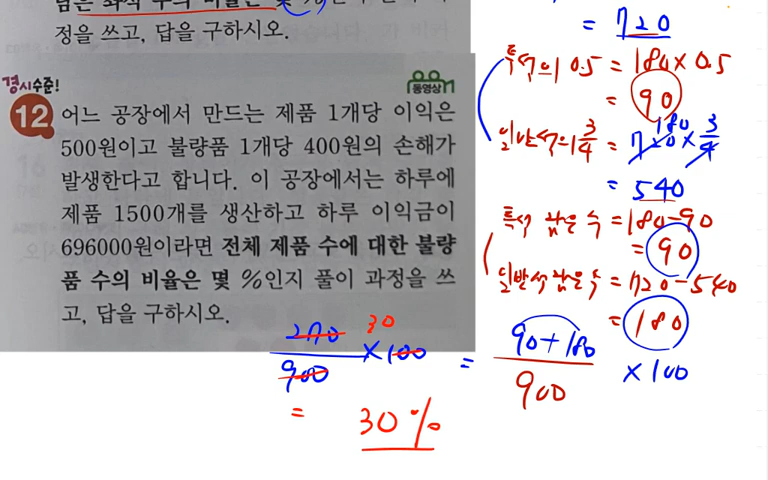 정을 쓰고, 답을 구하시오.
경시수준!
동영상
12 어느 공장에서 만드는 제품 1개당 이익은
500원이고 불량품 1개당 400원의 손해가
발생한다고 합니다. 이 공장에서는 하루에
제품 1500개를 생산하고 하루 이익금이
696000원이라면 전체 제품 수에 대한 불량
품 수의 비율은 몇 %인지 풀이 과정을 쓰
고, 답을 구하시오.
= 720
특석의 0.5 = 180 × 0.5
= 90
일반석의 3/4 = 720 × 3/4
180
= 540
특석 남은 수 = 180-90
= 90
일반석 남은 수 = 720-540
= 180
270/900 × 100 = 90+180/900 × 100
30
= 30%